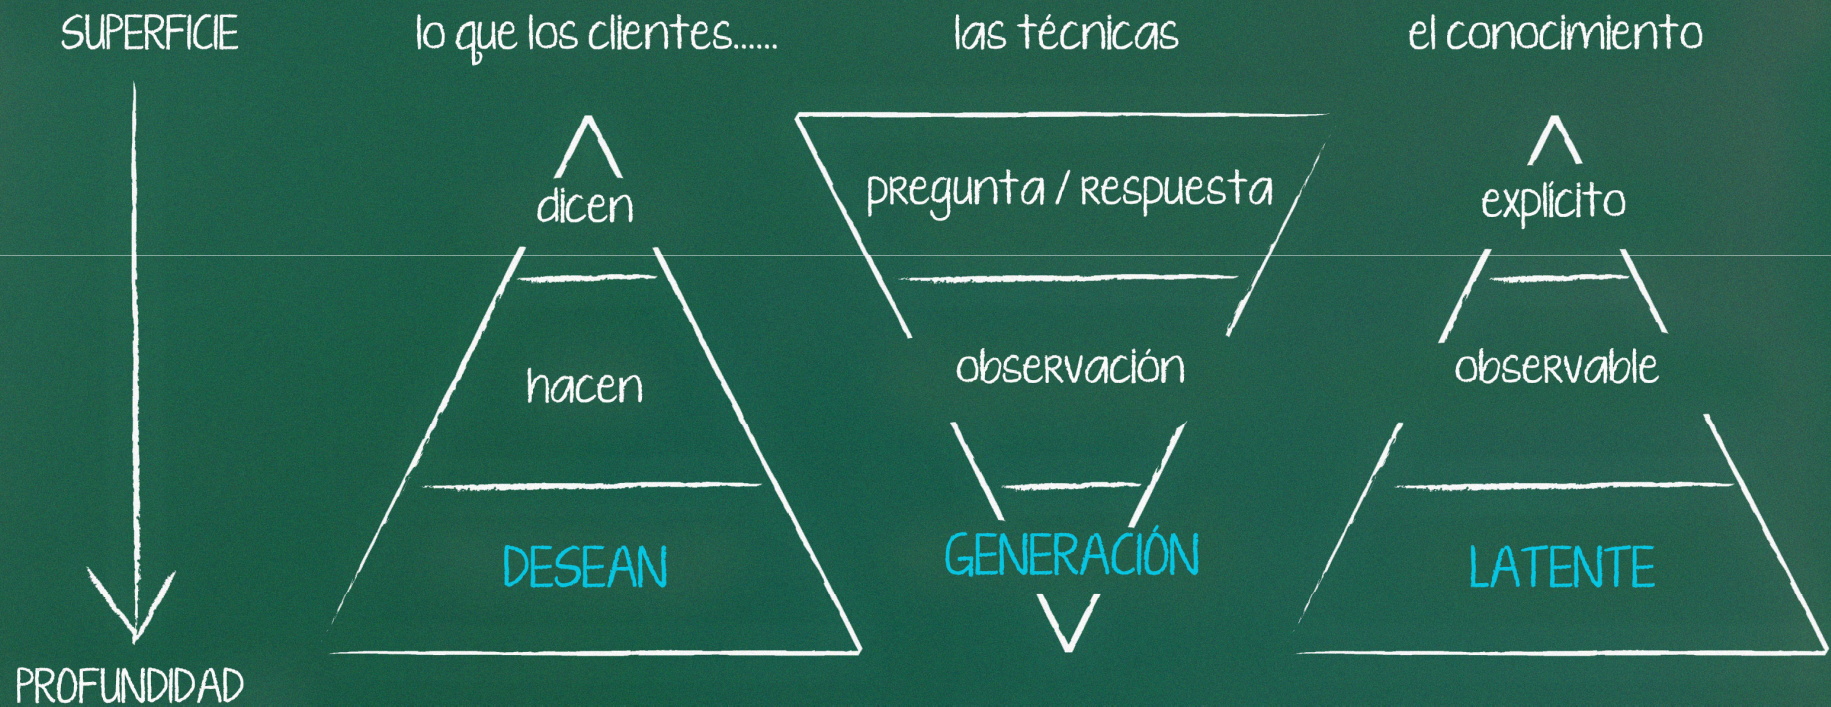 SUPERFICIE
lo que los clientes......
las técnicas
el conocimiento
dicen
pregunta / respuesta
explícito
hacen
observación
observable
DESEAN
GENERACIÓN
LATENTE
PROFUNDIDAD